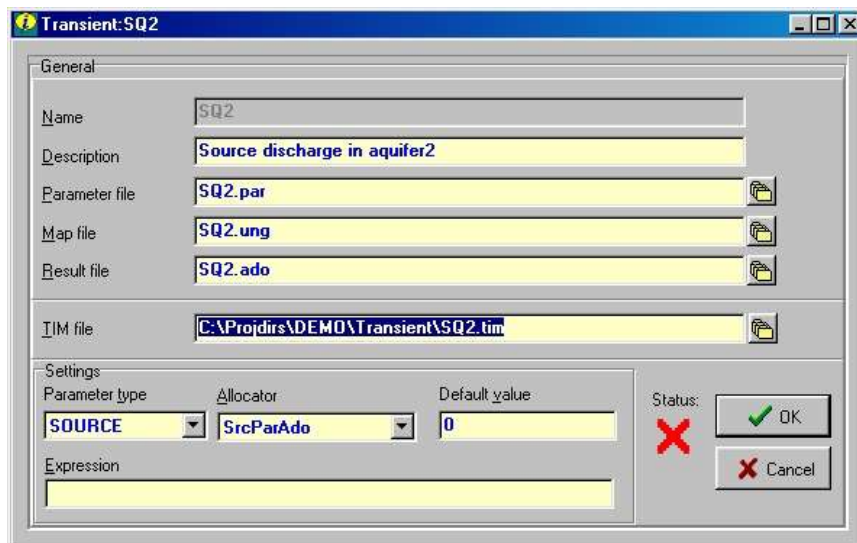 Transient:SQ2
General
Name SQ2
Description Source discharge in aquifer2
Parameter file SQ2.par
Map file SQ2.ung
Result file SQ2.ado
TIM file C:\Projdirs\DEMO\Transient\SQ2.tim
Settings
Parameter type Allocator Default value
SOURCE SrcParAdo 0
Expression
Status:
OK
Cancel